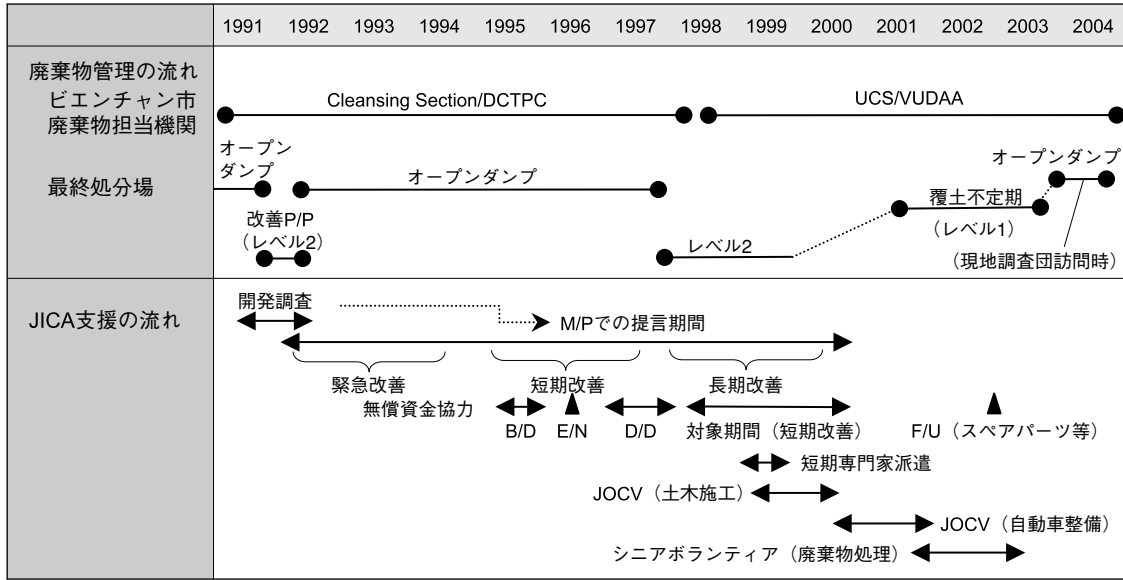 1991 1992 1993 1994 1995 1996 1997 1998 1999 2000 2001 2002 2003 2004
廃棄物管理の流れ
ビエンチャン市
廃棄物担当機関
Cleansing Section/DCTPC
UCS/VUDAA
最終処分場
オープン
ダンプ
オープンダンプ
改善P/P
（レベル2）
レベル2
覆土不定期
（レベル1）
オープンダンプ
（現地調査団訪問時）
JICA支援の流れ
開発調査
M/Pでの提言期間
緊急改善
短期改善
長期改善
無償資金協力
B/D
E/N
D/D
対象期間（短期改善）
F/U（スペアパーツ等）
短期専門家派遣
JOCV（土木施工）
JOCV（自動車整備）
シニアボランティア（廃棄物処理）